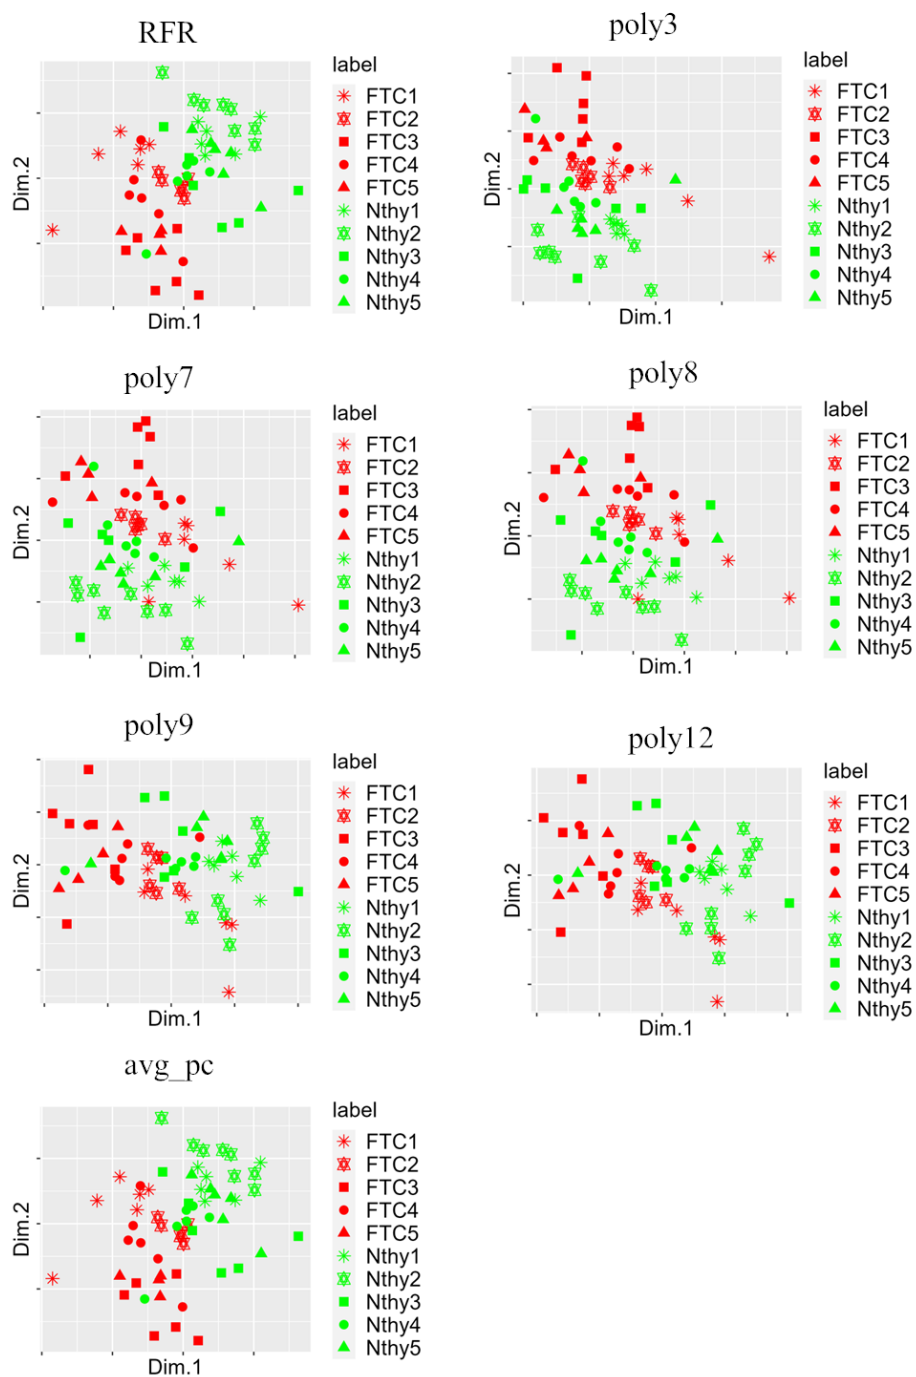 RFR
label
FTC1
FTC2
FTC3
FTC4
FTC5
Nthy1
Nthy2
Nthy3
Nthy4
Nthy5
Dim.2
Dim.1
poly3
label
FTC1
FTC2
FTC3
FTC4
FTC5
Nthy1
Nthy2
Nthy3
Nthy4
Nthy5
Dim.2
Dim.1
poly7
label
FTC1
FTC2
FTC3
FTC4
FTC5
Nthy1
Nthy2
Nthy3
Nthy4
Nthy5
Dim.2
Dim.1
poly8
label
FTC1
FTC2
FTC3
FTC4
FTC5
Nthy1
Nthy2
Nthy3
Nthy4
Nthy5
Dim.2
Dim.1
poly9
label
FTC1
FTC2
FTC3
FTC4
FTC5
Nthy1
Nthy2
Nthy3
Nthy4
Nthy5
Dim.2
Dim.1
poly12
label
FTC1
FTC2
FTC3
FTC4
FTC5
Nthy1
Nthy2
Nthy3
Nthy4
Nthy5
Dim.2
Dim.1
avg_pc
label
FTC1
FTC2
FTC3
FTC4
FTC5
Nthy1
Nthy2
Nthy3
Nthy4
Nthy5
Dim.2
Dim.1